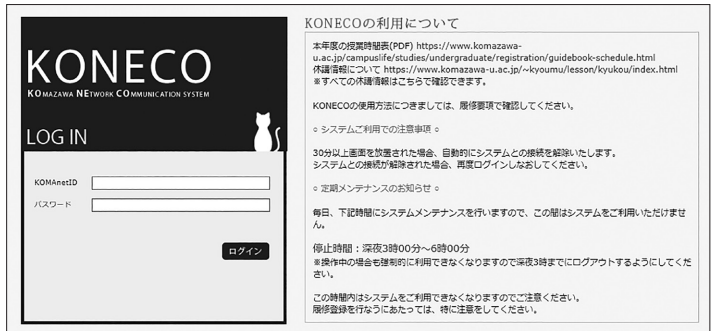 KONECO
KOMAZAWA NETWORK COMMUNICATION SYSTEM
LOG IN
KOMAnetID
パスワード
ログイン
KONECOの利用について
本年度の授業時間表(PDF) https://www.komazawa-
u.ac.jp/campuslife/studies/undergraduate/registration/guidebook-schedule.html
休講情報について https://www.komazawa-u.ac.jp/~kyoumu/lesson/kyukou/index.html
※すべての休講情報はこちらで確認できます。
KONECOの使用方法につきましては、履修要項で確認してください。
○ システムご利用での注意事項 ○
30分以上画面を放置された場合、自動的にシステムとの接続を解除いたします。
システムとの接続が解除された場合、再度ログインしなおしてください。
○ 定期メンテナンスのお知らせ ○
毎日、下記時間にシステムメンテナンスを行いますので、この間はシステムをご利用いただけませ
ん。
停止時間：深夜3時00分～6時00分
※操作中の場合も強制的に利用できなくなりますので深夜3時までにログアウトするようにしてくだ
さい。
この時間内はシステムをご利用できなくなりますのでご注意ください。
履修登録を行なうにあたっては、特に注意をしてください。